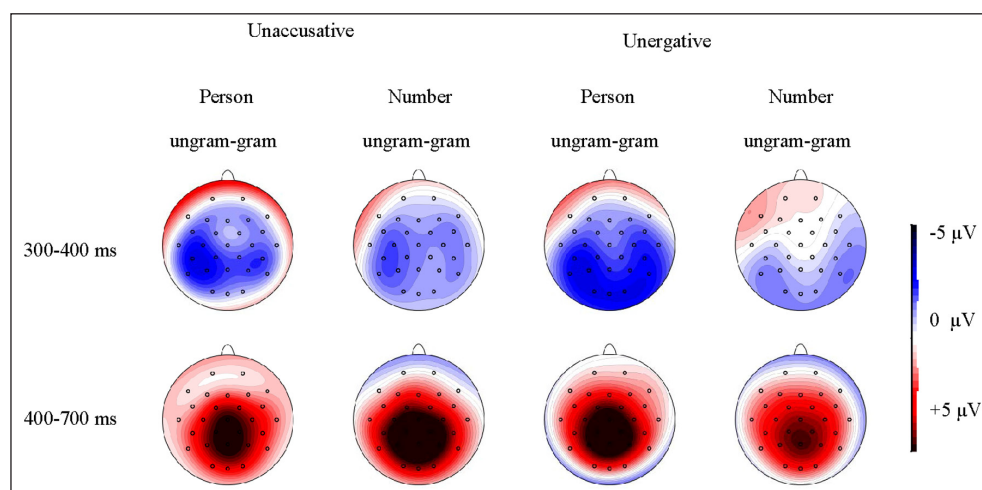 Unaccusative Unergative
Person Number Person Number
ungram-gram ungram-gram ungram-gram ungram-gram
300-400 ms
-5 µV
0 µV
+5 µV
400-700 ms